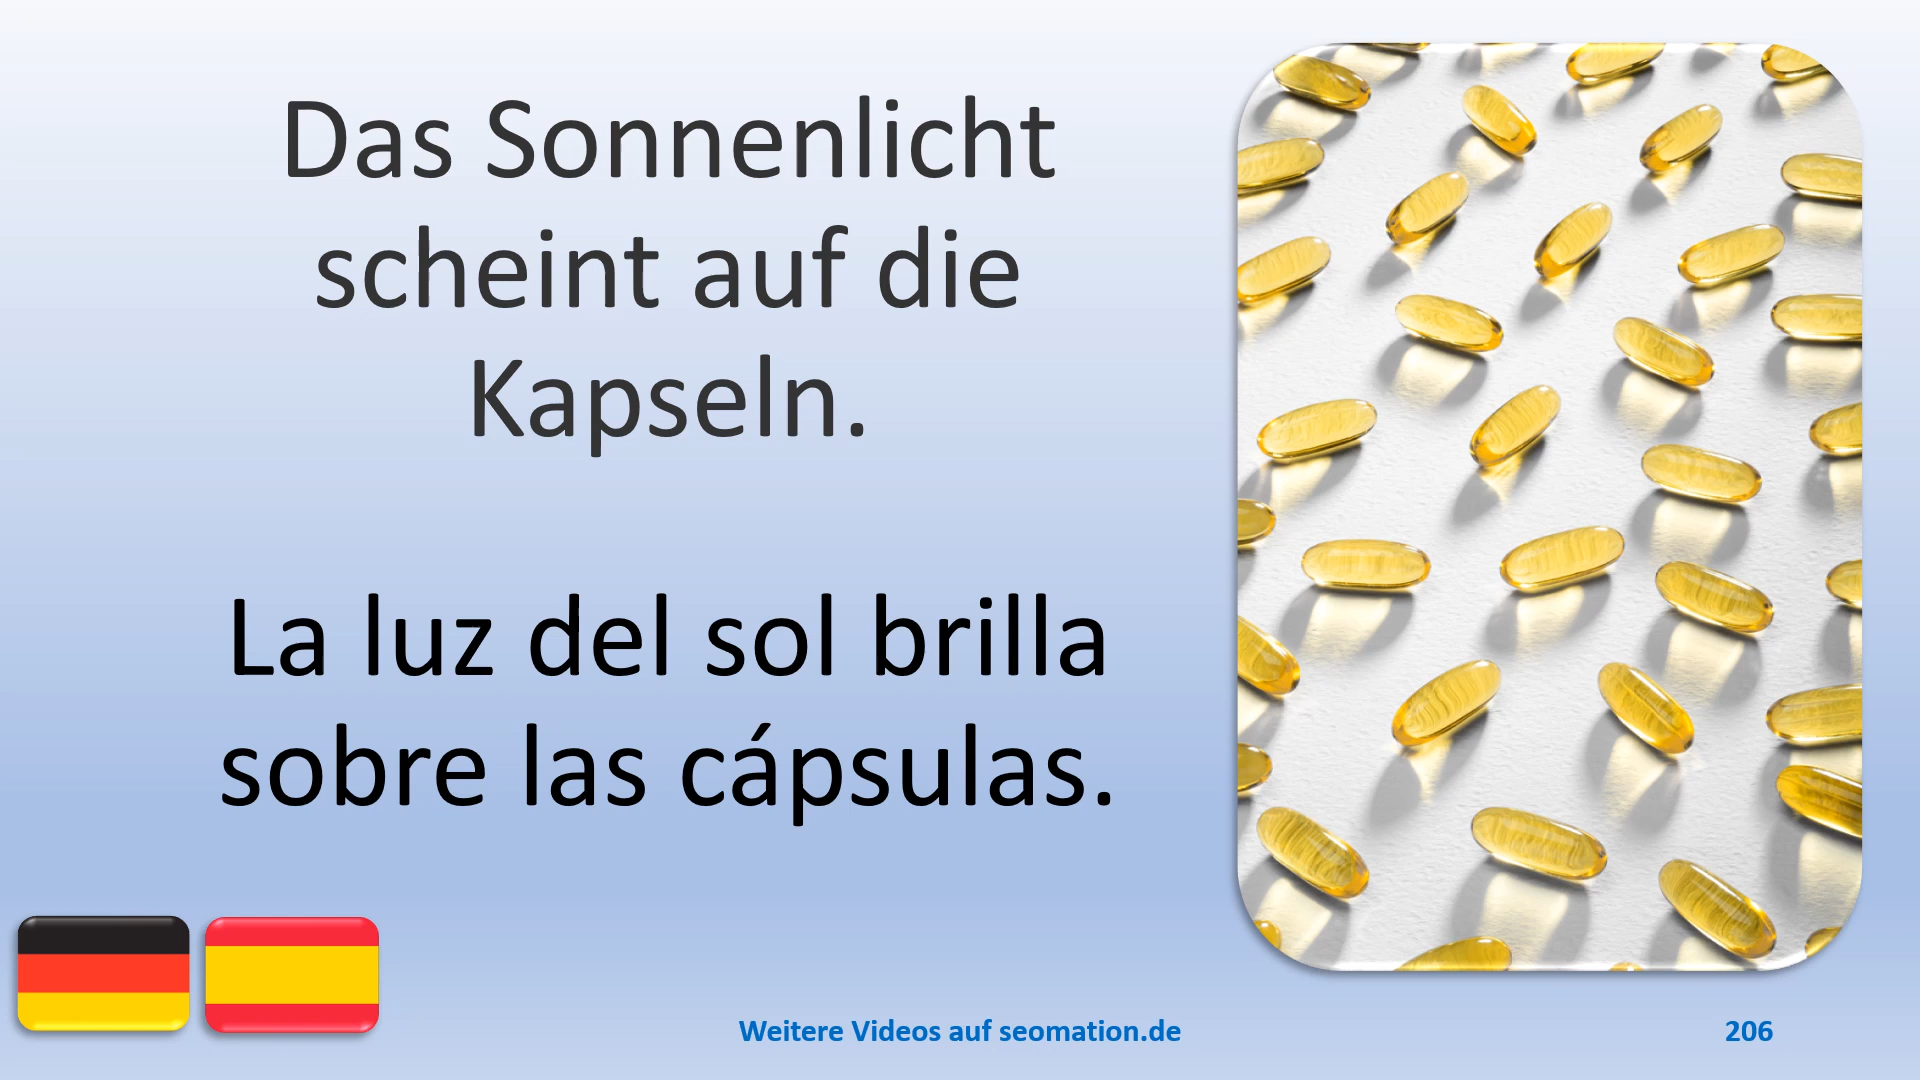 Das Sonnenlicht
scheint auf die
Kapseln.
La luz del sol brilla
sobre las cápsulas.
Weitere Videos auf seomation.de
206